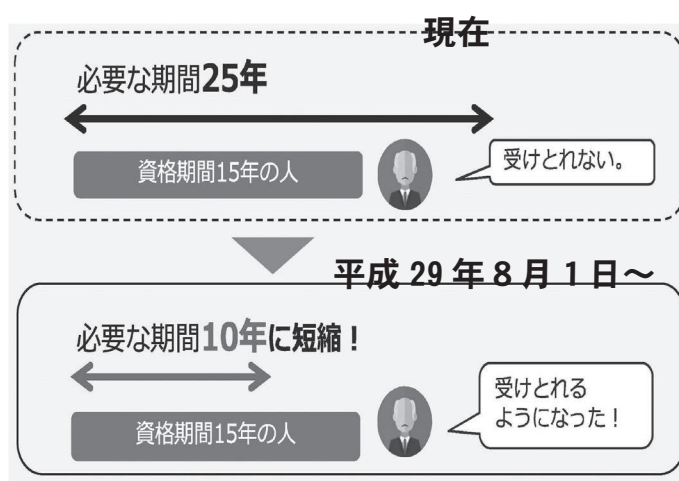 現在
必要な期間25年
資格期間15年の人
受けとれない。
平成 29 年 8 月 1 日～
必要な期間10年に短縮！
資格期間15年の人
受けとれる
ようになった！